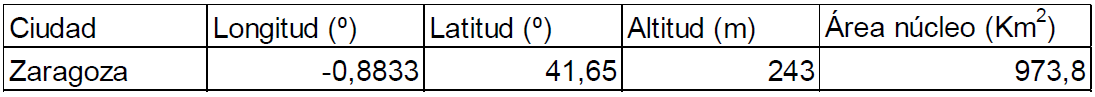 Ciudad Longitud (º) Latitud (º) Altitud (m) Área núcleo (Km²)
Zaragoza -0,8833 41,65 243 973,8